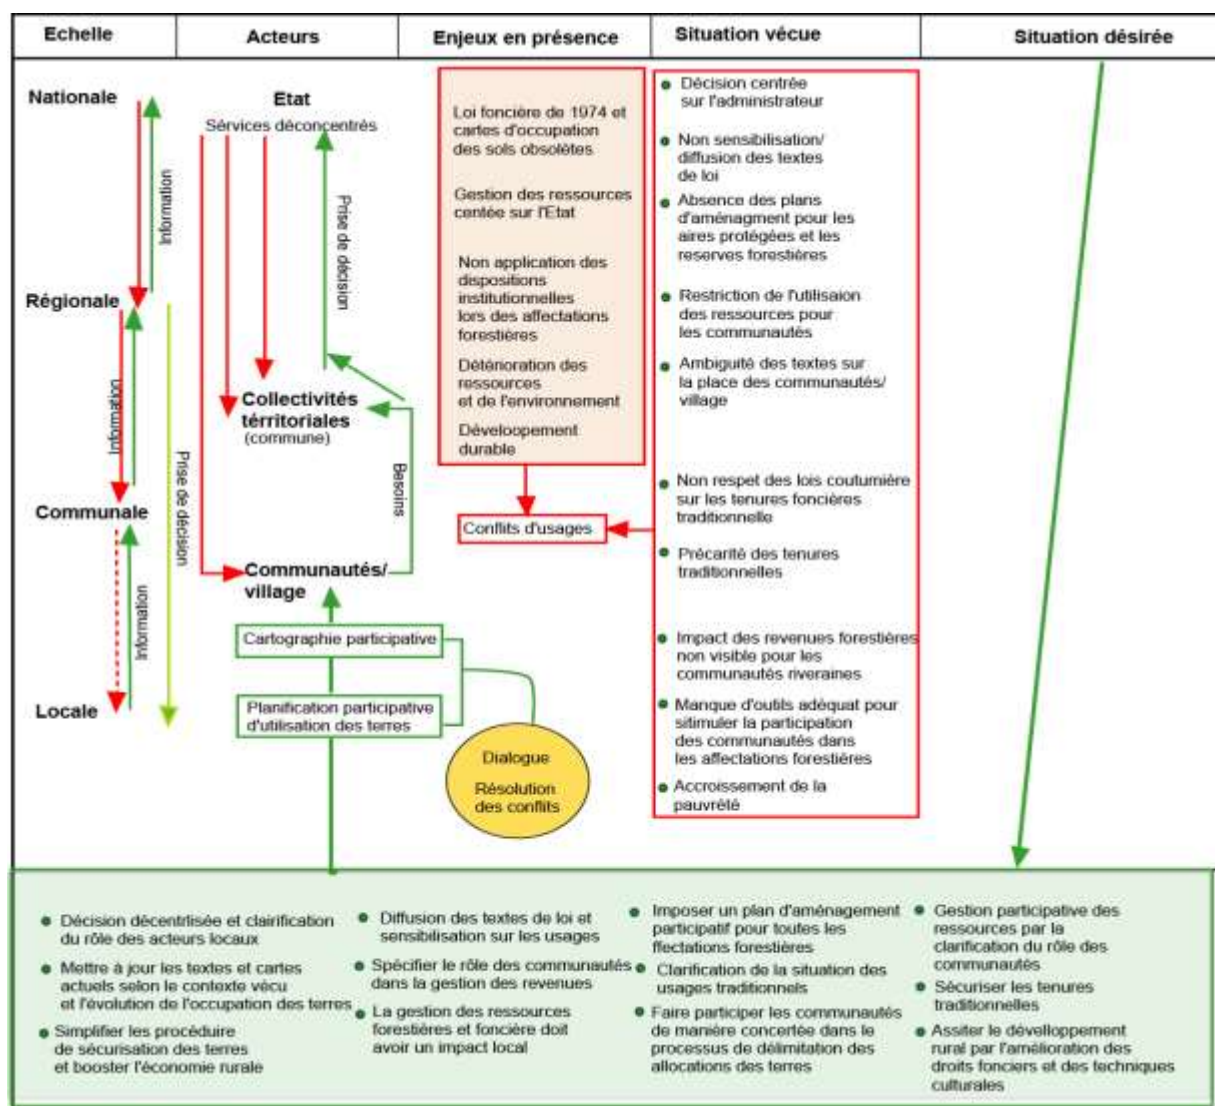 Echelle
Acteurs
Enjeux en présence
Situation vécue
Situation désirée
Nationale
Information
Régionale
Information
Prise de décision
Communale
Information
Locale
Etat
Sérvices déconcentrés
Prise de décision
Collectivités
térritoriales
(commune)
Besoins
Communautés/
village
Cartographie participative
Planification participative
d'utilisation des terres
Dialogue
Résolution
des conflits
Loi foncière de 1974 et
cartes d'occupation
des sols obsolètes
Gestion des ressources
centée sur l'Etat
Non application des
dispositions
institutionnelles
lors des affectations
forestières
Détérioration des
ressources
et de l'environnement
Déveloopement
durable
Conflits d'usages
Décision centrée
sur l'administrateur
Non sensibilisation/
diffusion des textes
de loi
Absence des plans
d'aménagment pour les
aires protégées et les
reserves forestières
Restriction de l'utilisaion
des ressources pour
les communautés
Ambiguité des textes sur
la place des communautés/
village
Non respet des lois coutumière
sur les tenures foncières
traditionnelle
Précarité des tenures
traditionnelles
Impact des revenues forestières
non visible pour les
communautés riveraines
Manque d'outils adéquat pour
sitimuler la participation
des communautés dans
les affectations forestières
Accroissement de la
pauvrété
Décision décentrlisée et clairification
du rôle des acteurs locaux
Mettre à jour les textes et cartes
actuels selon le contexte vécu
et l'évolution de l'occupation des terres
Simplifier les procéduire
de sécurisation des terres
et booster l'économie rurale
Diffusion des textes de loi et
sensibilisation sur les usages
Spécifier le rôle des communautés
dans la gestion des revenues
La gestion des ressources
forestières et foncière doit
avoir un impact local
Imposer un plan d'aménagement
participatif pour toutes les
ffectations forestières
Clarification de la situation des
usages traditionnels
Faire participer les communautés
de manière concertée dans le
processus de délimitation des
allocations des terres
Gestion participative des
ressources par la
clarification du rôle des
communautés
Sécuriser les tenures
traditionnelles
Assiter le dévelloppement
rural par l'amélioration des
droits fonciers et des techniques
culturales